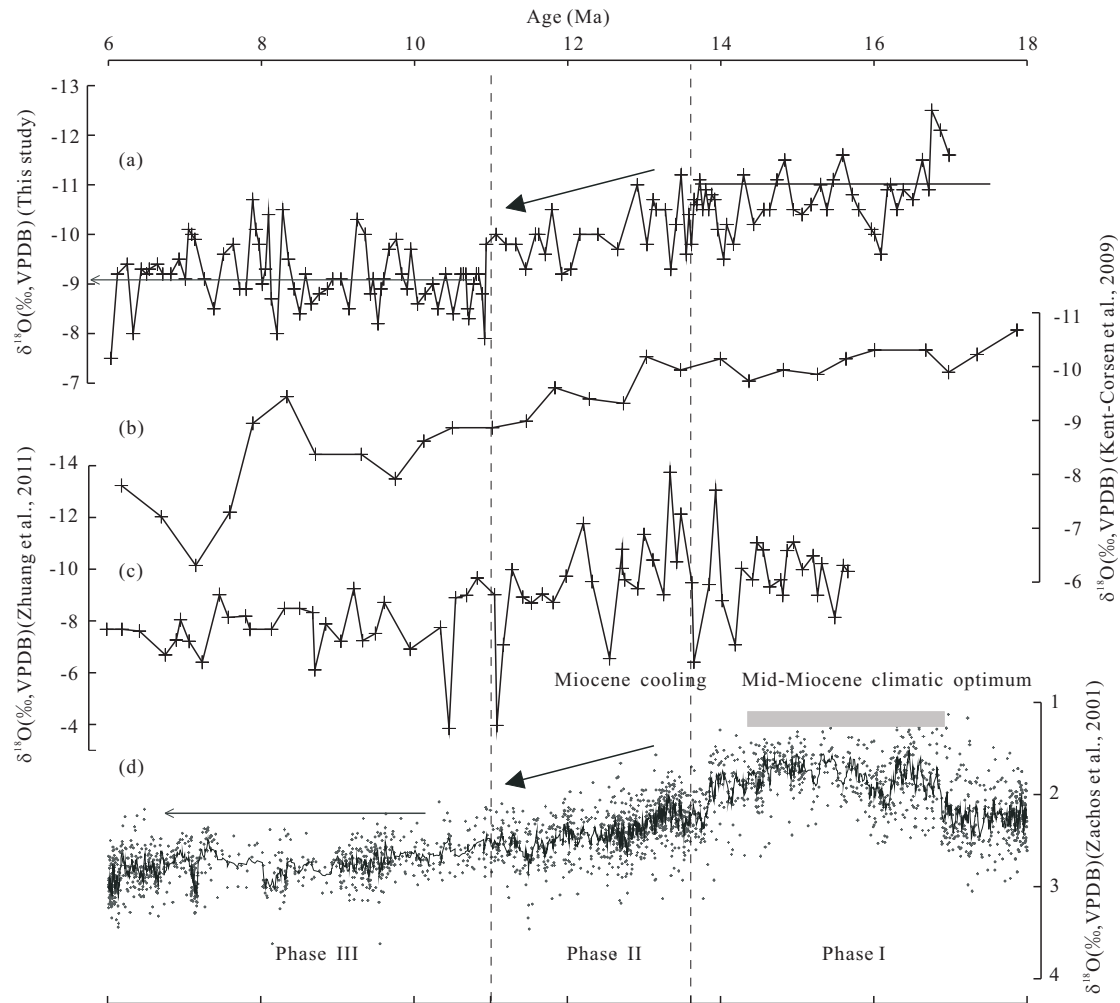 Age (Ma)
6 8 10 12 14 16 18
-13
-12
-11
-10
-9
-8
-7
δ¹⁸O(‰,VPDB)(This study)
(a)
-11
-10
-9
-8
-7
-6
δ¹⁸O(‰,VPDB)(Kent-Corsen et al., 2009)
(b)
-14
-12
-10
-8
-6
-4
δ¹⁸O(‰,VPDB)(Zhuang et al., 2011)
(c)
Miocene cooling
Mid-Miocene climatic optimum
1
2
3
4
δ¹⁸O(‰,VPDB)(Zachos et al., 2001)
(d)
Phase III
Phase II
Phase I